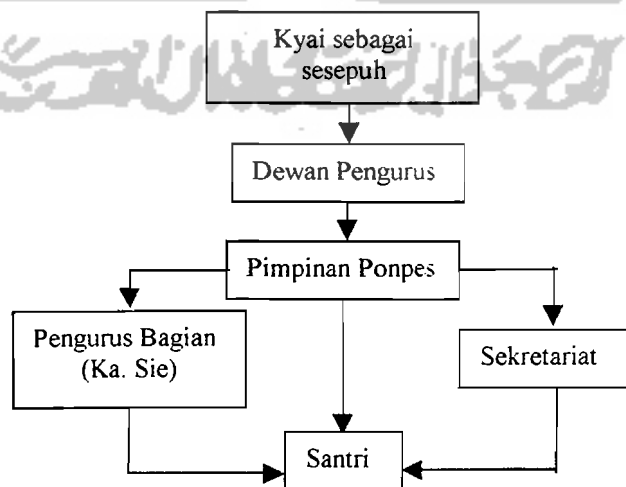 Kyai sebagai
sesepuh
Dewan Pengurus
Pimpinan Ponpes
Pengurus Bagian
(Ka. Sie)
Sekretariat
Santri